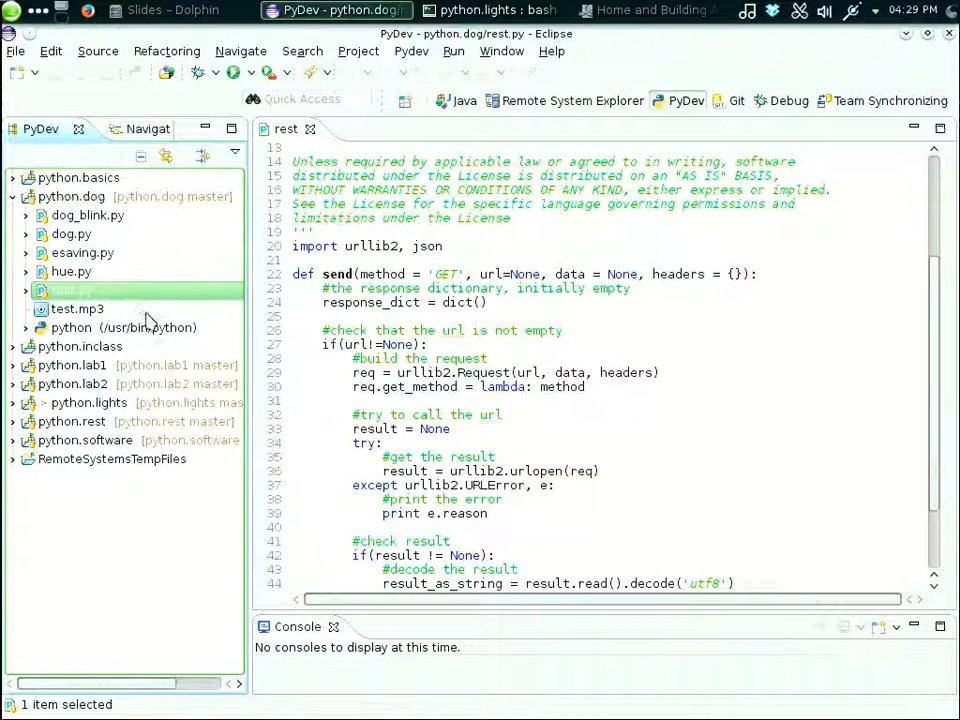 Slides – Dolphin
PyDev - python.dog/
python.lights : bash
Home and Building
04:29 PM
PyDev - python.dog/rest.py - Eclipse
File Edit Source Refactoring Navigate Search Project Pydev Run Window Help
Quick Access
Java Remote System Explorer PyDev Git Debug Team Synchronizing
PyDev
Navigat
python.basics
python.dog [python.dog master]
dog_blink.py
dog.py
esaving.py
hue.py
test.mp3
python (/usr/bin/python)
python.inclass
python.lab1 [python.lab1 master]
python.lab2 [python.lab2 master]
> python.lights [python.lights mas
python.rest [python.rest master]
python.software [python.software
RemoteSystemsTempFiles
rest
13
14 Unless required by applicable law or agreed to in writing, software
15 distributed under the License is distributed on an "AS IS" BASIS,
16 WITHOUT WARRANTIES OR CONDITIONS OF ANY KIND, either express or implied.
17 See the License for the specific language governing permissions and
18 limitations under the License
19 '''
20 import urllib2, json
22 def send(method = 'GET', url=None, data = None, headers = {}):
23 #the response dictionary, initially empty
24 response_dict = dict()
26 #check that the url is not empty
27 if(url!=None):
28 #build the request
29 req = urllib2.Request(url, data, headers)
30 req.get_method = lambda: method
31
32 #try to call the url
33 result = None
34 try:
35 #get the result
36 result = urllib2.urlopen(req)
37 except urllib2.URLError, e:
38 #print the error
39 print e.reason
40
41 #check result
42 if(result != None):
43 #decode the result
44 result_as_string = result.read().decode('utf8')
Console
No consoles to display at this time.
1 item selected